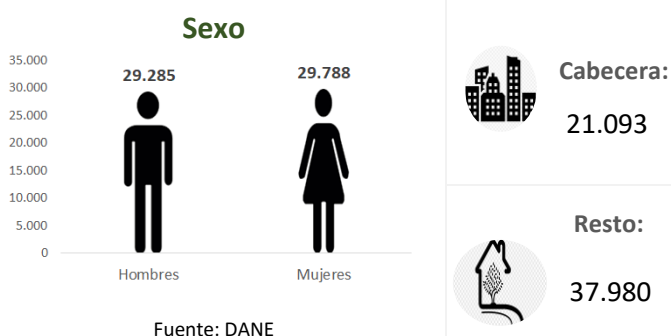 Sexo
35.000
30.000
25.000
20.000
15.000
10.000
5.000
0
29.285
29.788
Hombres
Mujeres
Fuente: DANE
Cabecera:
21.093
Resto:
37.980